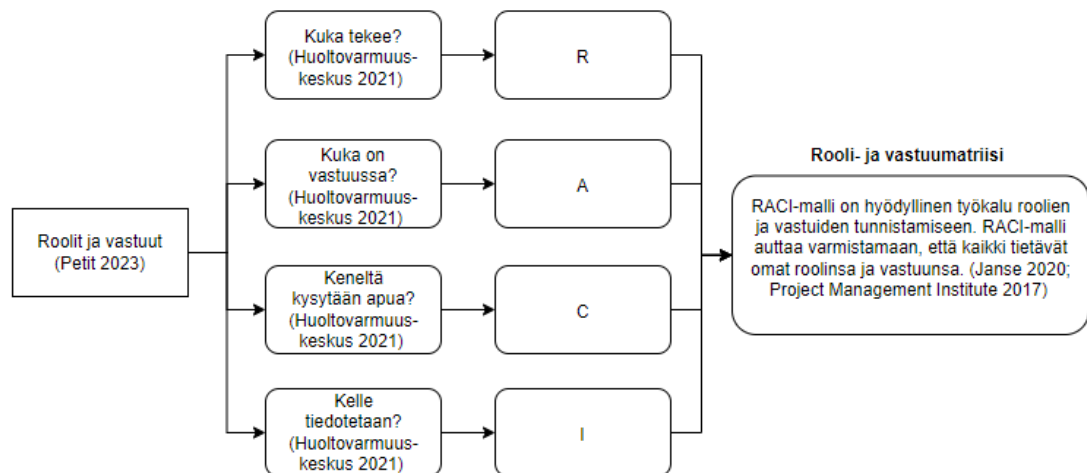 Roolit ja vastuut
(Petit 2023)
Kuka tekee?
(Huoltovarmuus-
keskus 2021)
R
Kuka on
vastuussa?
(Huoltovarmuus-
keskus 2021)
A
Keneltä
kysytään apua?
(Huoltovarmuus-
keskus 2021)
C
Kelle
tiedotetaan?
(Huoltovarmuus-
keskus 2021)
I
Rooli- ja vastuumatriisi
RACI-malli on hyödyllinen työkalu roolien
ja vastuiden tunnistamiseen. RACI-malli
auttaa varmistamaan, että kaikki tietävät
omat roolinsa ja vastuunsa. (Janse 2020;
Project Management Institute 2017)